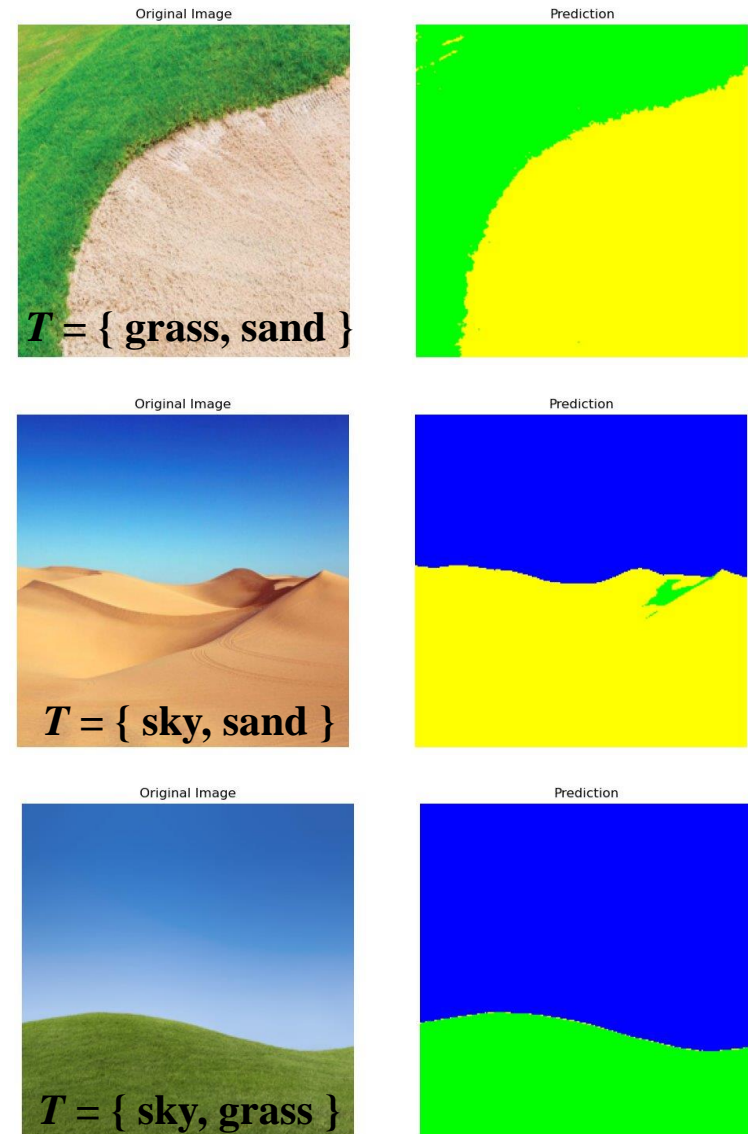 Original Image
Prediction
T = { grass, sand }
Original Image
Prediction
T = { sky, sand }
Original Image
Prediction
T = { sky, grass }